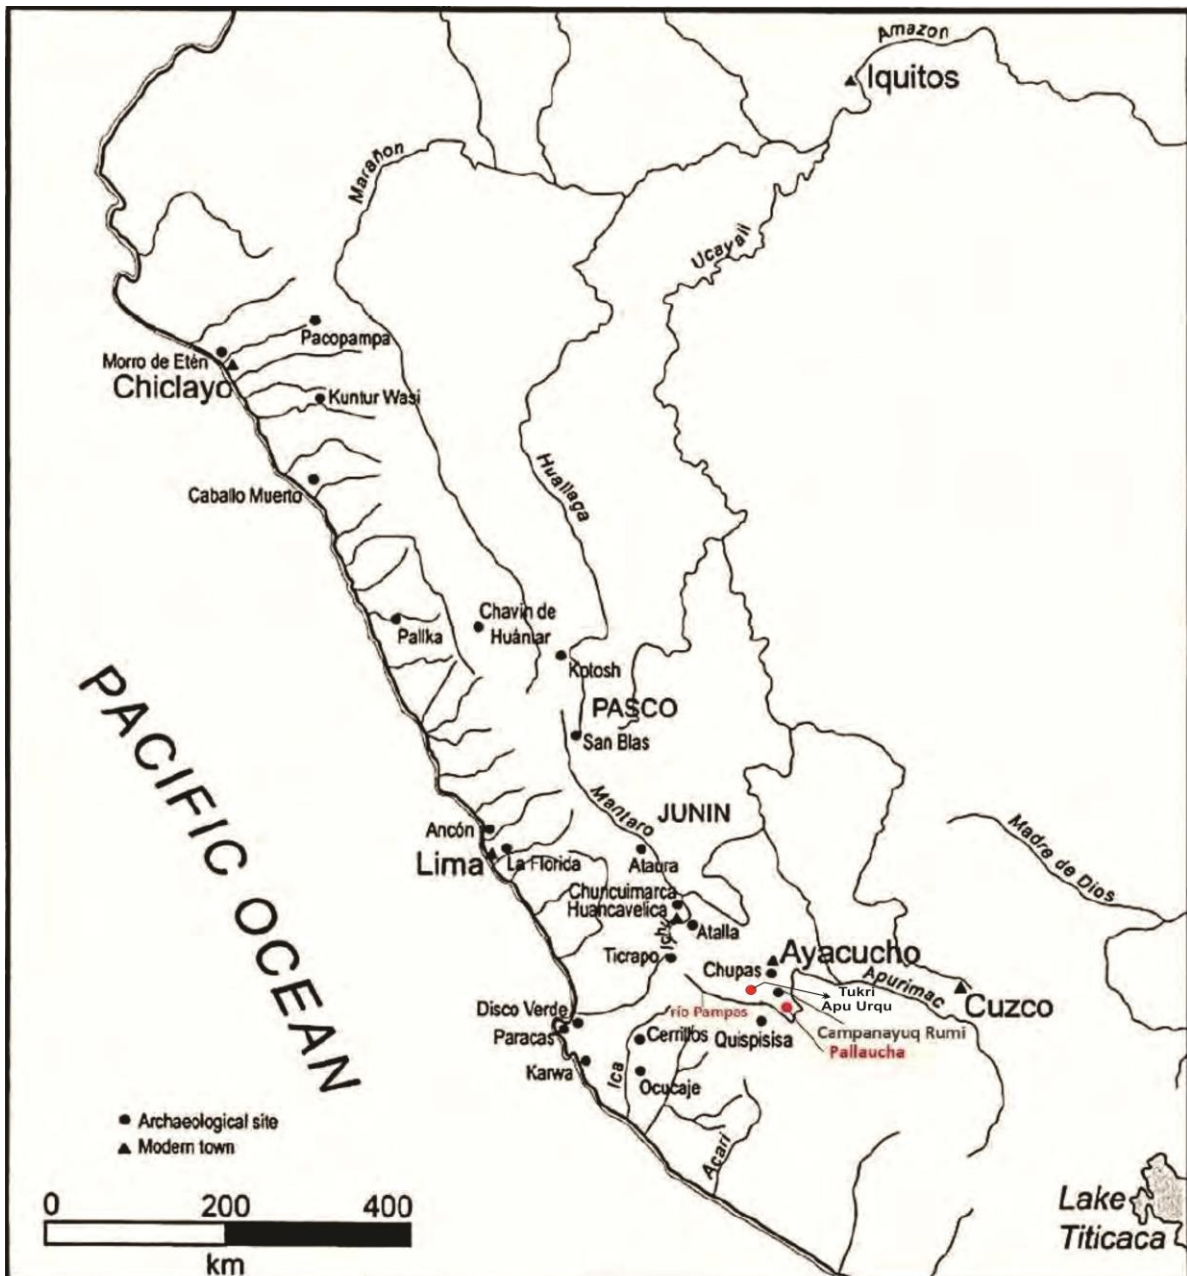 Amazon
Iquitos
Marañon
Ucayali
Pacopampa
Morro de Etén
Chiclayo
Kuntur Wasi
Huallaga
Caballo Muerto
Chavín de
Huántar
Pallka
Kotosh
PASCO
San Blas
PACIFIC OCEAN
Mantaro
JUNIN
Madre de Dios
Ancón
Lima
La Florida
Ataura
Churcuimarca
Huancavelica
Atalla
Ichu
Ticrapo
Ayacucho
Chupas
Apurimac
Tukri
Apu Urqu
Cuzco
río Pampas
Disco Verde
Paracas
Cerrillos
Quispisisa
Campanayuq Rumi
Pallaucha
Karwa
Ica
Ocucaje
Acarí
Archaeological site
Modern town
0 200 400
km
Lake
Titicaca